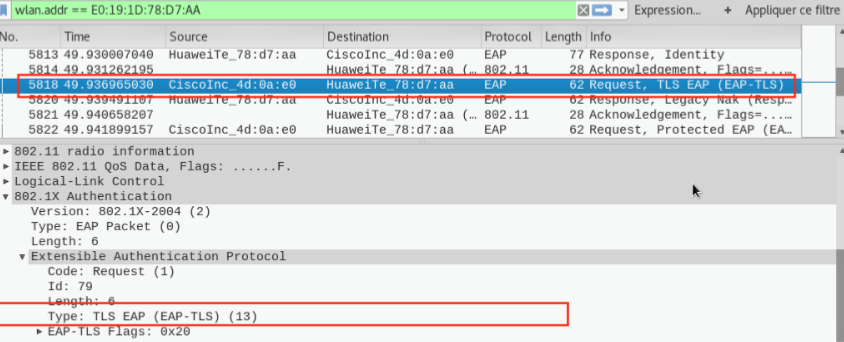 wlan.addr == E0:19:1D:78:D7:AA Expression... + Appliquer ce filtre
No. Time Source Destination Protocol Length Info
5813 49.930007040 HuaweiTe_78:d7:aa CiscoInc_4d:0a:e0 EAP 77 Response, Identity
5814 49.931262195 HuaweiTe_78:d7:aa (… 802.11 28 Acknowledgement, Flags=...…
5818 49.936965030 CiscoInc_4d:0a:e0 HuaweiTe_78:d7:aa EAP 62 Request, TLS EAP (EAP-TLS)
5820 49.939491107 HuaweiTe_78:d7:aa CiscoInc_4d:0a:e0 EAP 62 Response, Legacy Nak (Resp…
5821 49.940658207 HuaweiTe_78:d7:aa (… 802.11 28 Acknowledgement, Flags=...…
5822 49.941899157 CiscoInc_4d:0a:e0 HuaweiTe_78:d7:aa EAP 62 Request, Protected EAP (EA…
802.11 radio information
IEEE 802.11 QoS Data, Flags: ......F.
Logical-Link Control
802.1X Authentication
Version: 802.1X-2004 (2)
Type: EAP Packet (0)
Length: 6
Extensible Authentication Protocol
Code: Request (1)
Id: 79
Length: 6
Type: TLS EAP (EAP-TLS) (13)
EAP-TLS Flags: 0x20